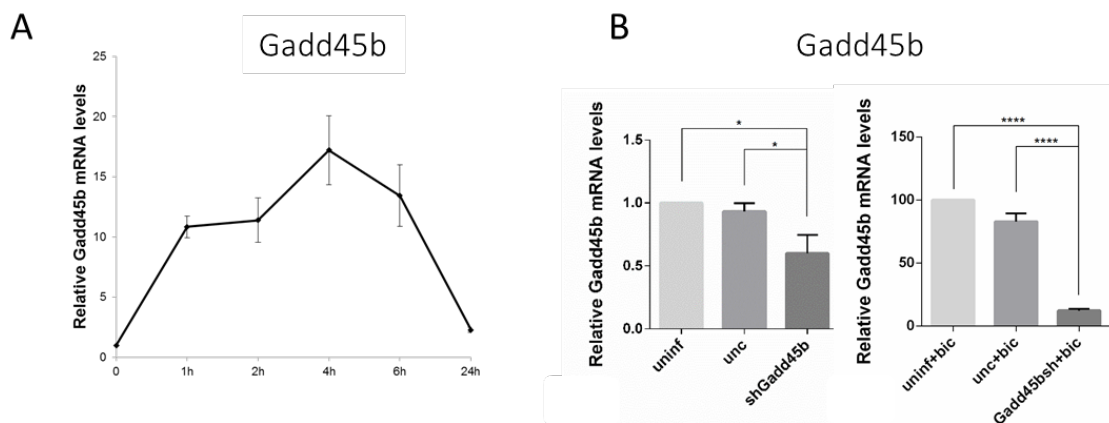 A
Gadd45b
Relative Gadd45b mRNA levels
25
20
15
10
5
0
0 1h 2h 4h 6h 24h
B
Gadd45b
Relative Gadd45b mRNA levels
1.5
1.0
0.5
0.0
*
*
uninf unc shGadd45b
Relative Gadd45b mRNA levels
150
100
50
0
****
****
uninf+bic unc+bic Gadd45bsh+bic